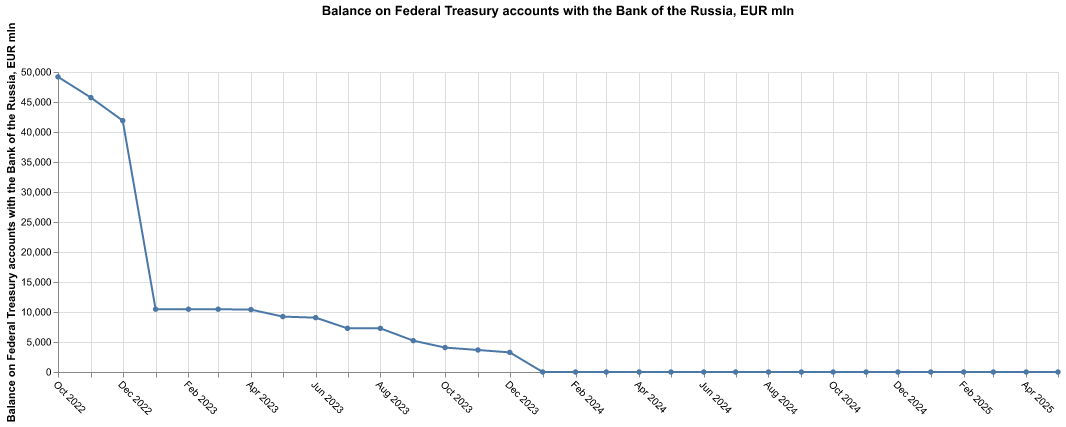 Balance on Federal Treasury accounts with the Bank of the Russia, EUR mln
Balance on Federal Treasury accounts with the Bank of the Russia, EUR mln
50,000
45,000
40,000
35,000
30,000
25,000
20,000
15,000
10,000
5,000
0
Oct 2022
Dec 2022
Feb 2023
Apr 2023
Jun 2023
Aug 2023
Oct 2023
Dec 2023
Feb 2024
Apr 2024
Jun 2024
Aug 2024
Oct 2024
Dec 2024
Feb 2025
Apr 2025